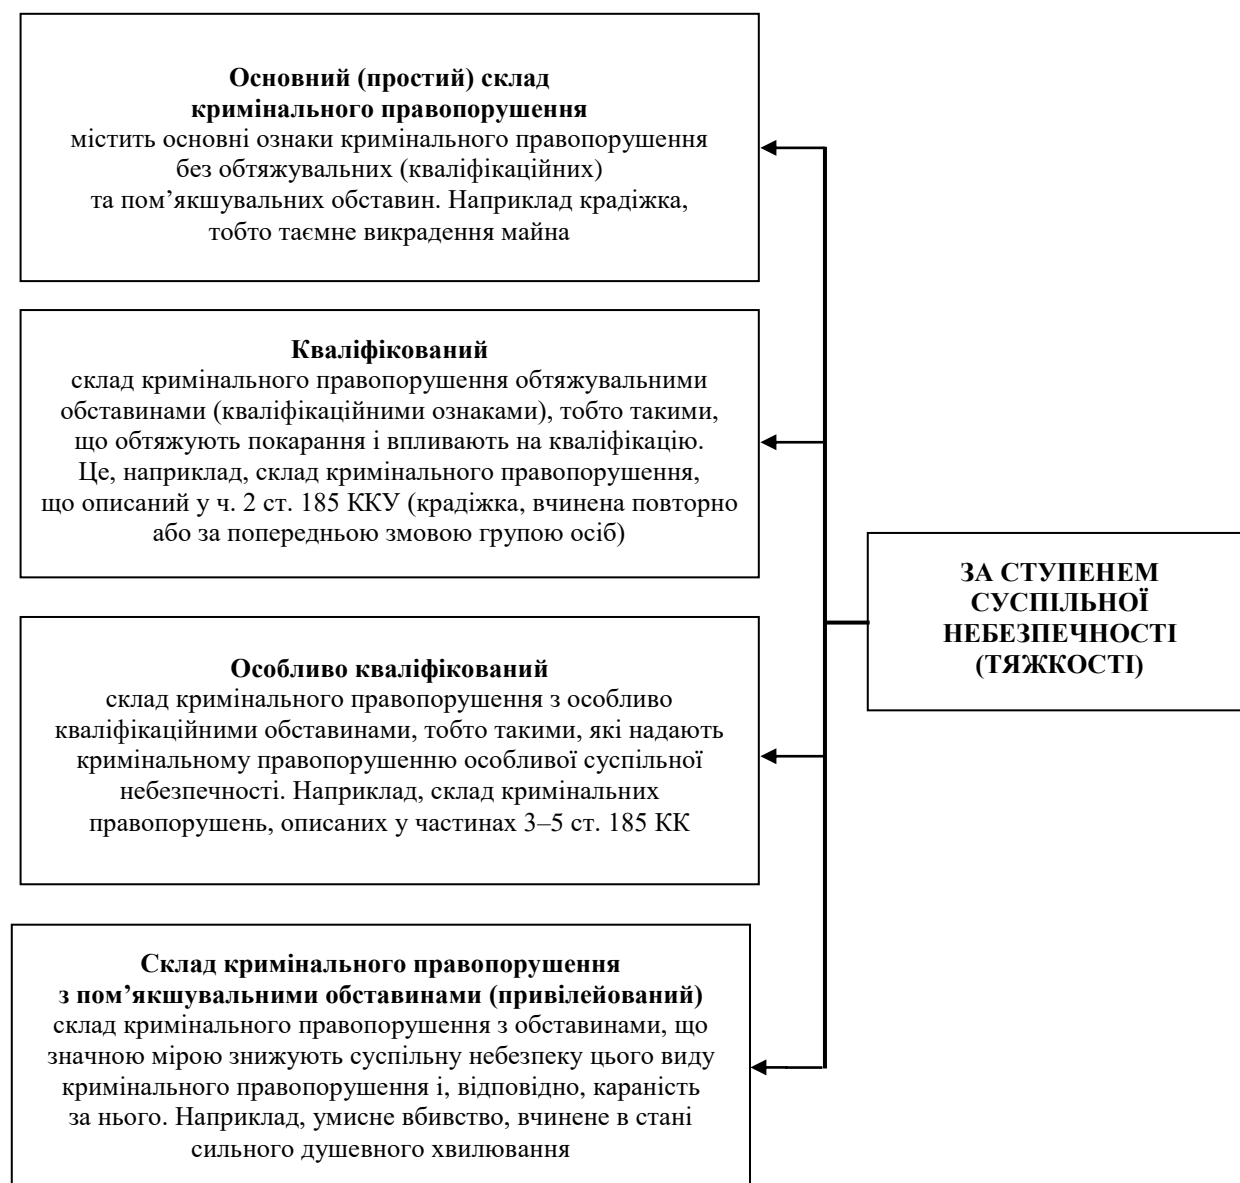 Основний (простий) склад
кримінального правопорушення
містить основні ознаки кримінального правопорушення
без обтяжувальних (кваліфікаційних)
та пом’якшувальних обставин. Наприклад крадіжка,
тобто таємне викрадення майна
Кваліфікований
склад кримінального правопорушення обтяжувальними
обставинами (кваліфікаційними ознаками), тобто такими,
що обтяжують покарання і впливають на кваліфікацію.
Це, наприклад, склад кримінального правопорушення,
що описаний у ч. 2 ст. 185 ККУ (крадіжка, вчинена повторно
або за попередньою змовою групою осіб)
Особливо кваліфікований
склад кримінального правопорушення з особливо
кваліфікаційними обставинами, тобто такими, які надають
кримінальному правопорушенню особливої суспільної
небезпечності. Наприклад, склад кримінальних
правопорушень, описаних у частинах 3–5 ст. 185 КК
Склад кримінального правопорушення
з пом’якшувальними обставинами (привілейований)
склад кримінального правопорушення з обставинами, що
значною мірою знижують суспільну небезпеку цього виду
кримінального правопорушення і, відповідно, караність
за нього. Наприклад, умисне вбивство, вчинене в стані
сильного душевного хвилювання
ЗА СТУПЕНЕМ
СУСПІЛЬНОЇ
НЕБЕЗПЕЧНОСТІ
(ТЯЖКОСТІ)